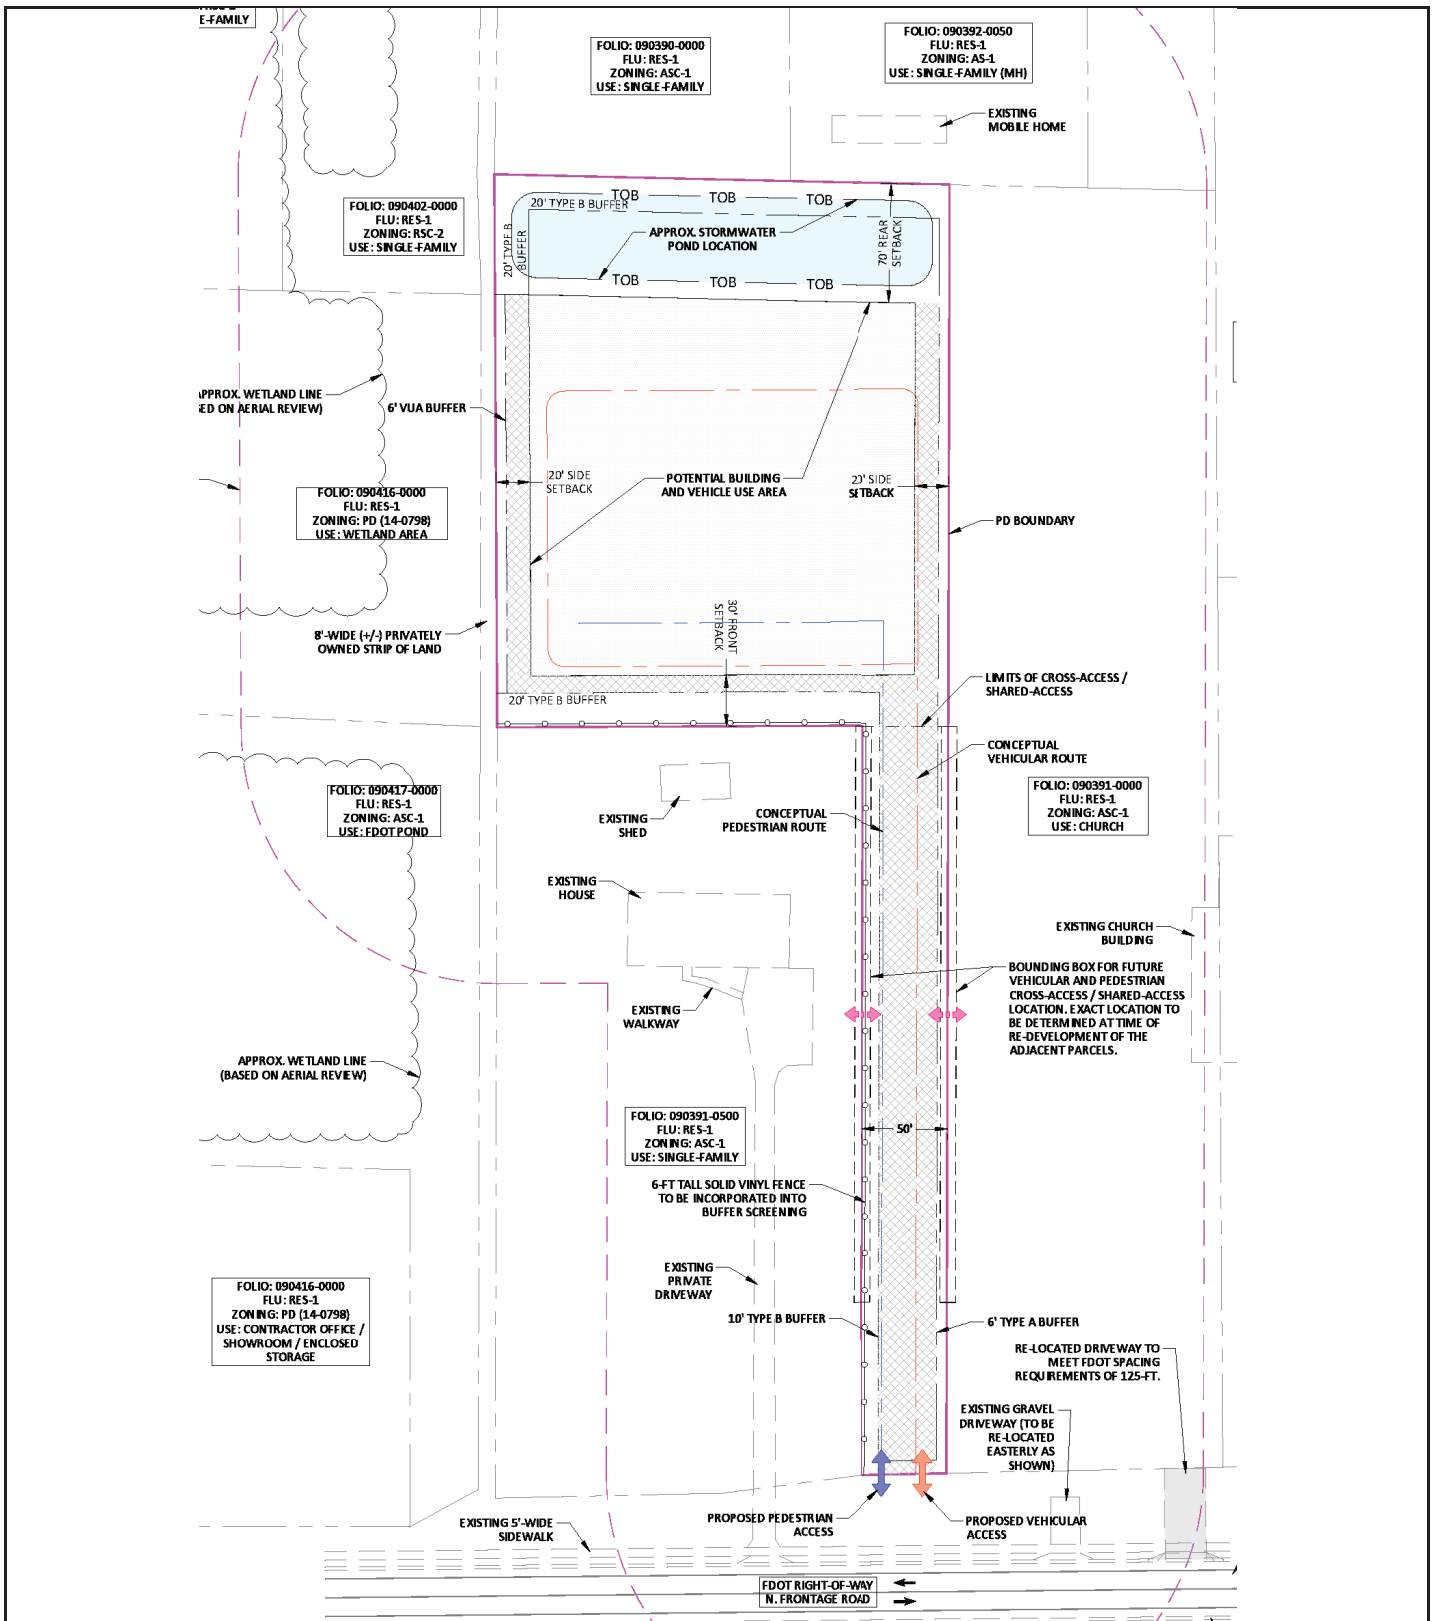 E-FAMILY
FOLIO: 090390-0000
FLU: RES-1
ZONING: ASC-1
USE: SINGLE-FAMILY
FOLIO: 090392-0050
FLU: RES-1
ZONING: AS-1
USE: SINGLE-FAMILY (MH)
EXISTING
MOBILE HOME
FOLIO: 090402-0000
FLU: RES-1
ZONING: RSC-2
USE: SINGLE-FAMILY
TOB
TOB
TOB
20' TYPE B BUFFER
20' TYPE B
BUFFER
APPROX. STORMWATER
POND LOCATION
70' REAR
SETBACK
TOB
TOB
TOB
APPROX. WETLAND LINE
ED ON AERIAL REVIEW)
6' VUA BUFFER
20' SIDE
SETBACK
POTENTIAL BUILDING
AND VEHICLE USE AREA
20' SIDE
SETBACK
FOLIO: 090416-0000
FLU: RES-1
ZONING: PD (14-0798)
USE: WETLAND AREA
PD BOUNDARY
30' FRONT
SETBACK
8'-WIDE (+/-) PRIVATELY
OWNED STRIP OF LAND
20' TYPE B BUFFER
LIMITS OF CROSS-ACCESS /
SHARED-ACCESS
CONCEPTUAL
VEHICULAR ROUTE
FOLIO: 090417-0000
FLU: RES-1
ZONING: ASC-1
USE: FDOT POND
EXISTING
SHED
CONCEPTUAL
PEDESTRIAN ROUTE
FOLIO: 090391-0000
FLU: RES-1
ZONING: ASC-1
USE: CHURCH
EXISTING
HOUSE
EXISTING CHURCH
BUILDING
BOUNDING BOX FOR FUTURE
VEHICULAR AND PEDESTRIAN
CROSS-ACCESS / SHARED-ACCESS
LOCATION. EXACT LOCATION TO
BE DETERMINED AT TIME OF
RE-DEVELOPMENT OF THE
ADJACENT PARCELS.
EXISTING
WALKWAY
APPROX. WETLAND LINE
(BASED ON AERIAL REVIEW)
FOLIO: 090391-0500
FLU: RES-1
ZONING: ASC-1
USE: SINGLE-FAMILY
50'
6-FT TALL SOLID VINYL FENCE
TO BE INCORPORATED INTO
BUFFER SCREENING
EXISTING
PRIVATE
DRIVEWAY
FOLIO: 090416-0000
FLU: RES-1
ZONING: PD (14-0798)
USE: CONTRACTOR OFFICE /
SHOWROOM / ENCLOSED
STORAGE
10' TYPE B BUFFER
6' TYPE A BUFFER
RE-LOCATED DRIVEWAY TO
MEET FDOT SPACING
REQUIREMENTS OF 125-FT.
EXISTING GRAVEL
DRIVEWAY (TO BE
RE-LOCATED
EASTERLY AS
SHOWN)
EXISTING 5'-WIDE
SIDEWALK
PROPOSED PEDESTRIAN
ACCESS
PROPOSED VEHICULAR
ACCESS
FDOT RIGHT-OF-WAY
N. FRONTAGE ROAD